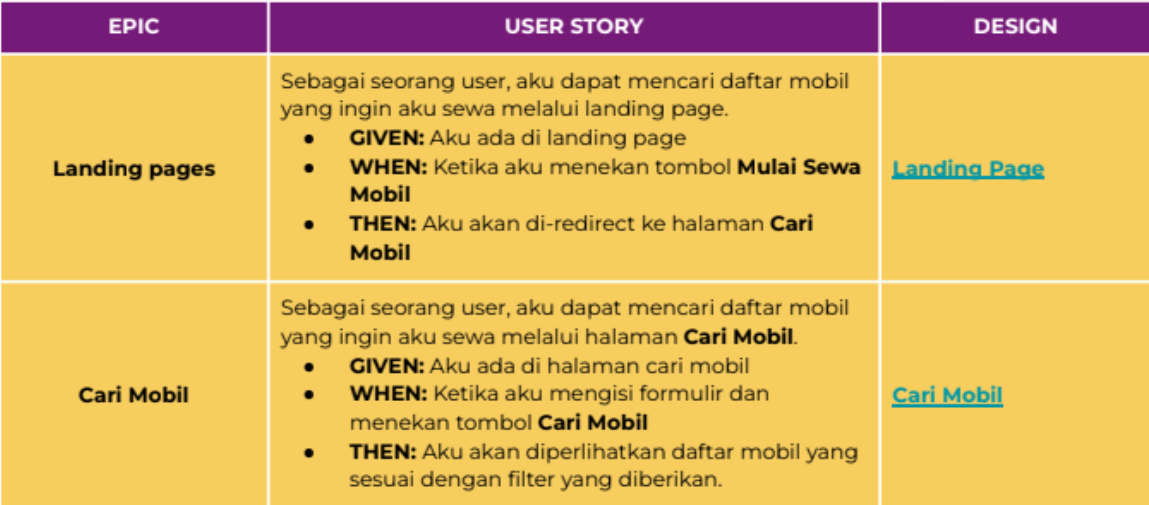 EPIC
USER STORY
DESIGN
Landing pages
Sebagai seorang user, aku dapat mencari daftar mobil
yang ingin aku sewa melalui landing page.
● GIVEN: Aku ada di landing page
● WHEN: Ketika aku menekan tombol Mulai Sewa
Mobil
● THEN: Aku akan di-redirect ke halaman Cari
Mobil
Landing Page
Cari Mobil
Sebagai seorang user, aku dapat mencari daftar mobil
yang ingin aku sewa melalui halaman Cari Mobil.
● GIVEN: Aku ada di halaman cari mobil
● WHEN: Ketika aku mengisi formulir dan
menekan tombol Cari Mobil
● THEN: Aku akan diperlihatkan daftar mobil yang
sesuai dengan filter yang diberikan.
Cari Mobil